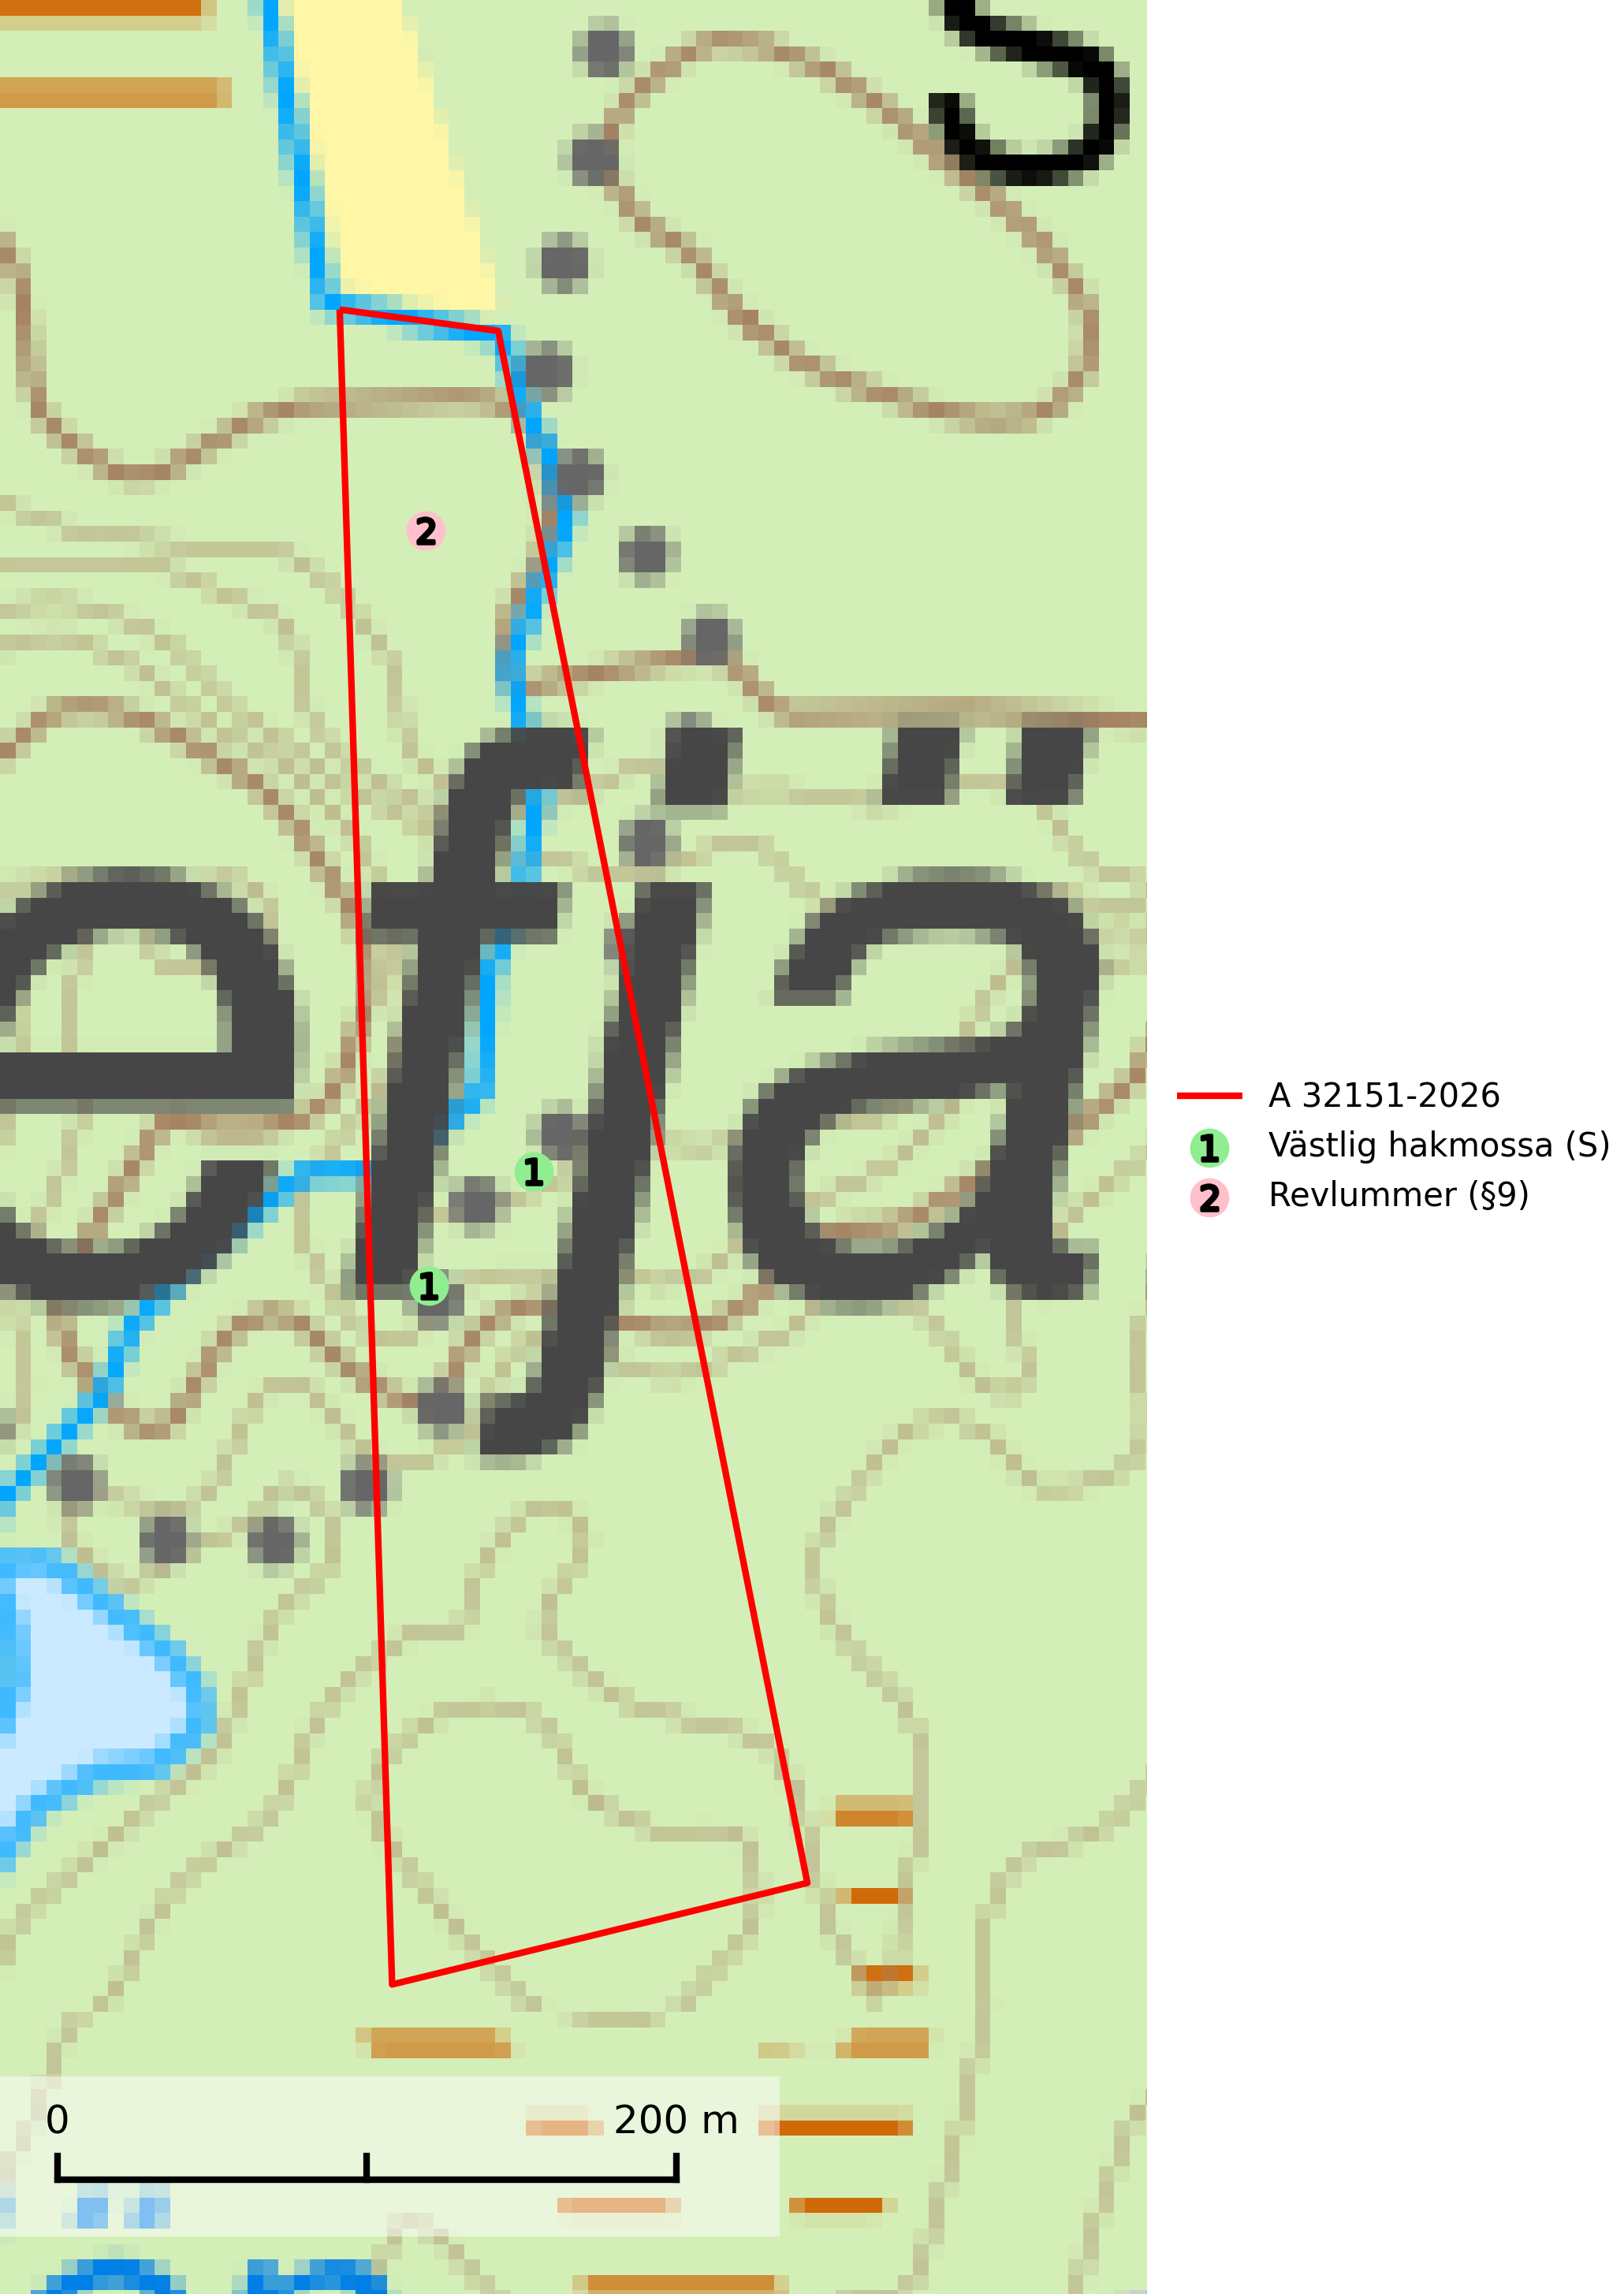 S
efjä
2
1
1
A 32151-2026
1 Västlig hakmossa (S)
2 Revlummer (§9)
0 200 m